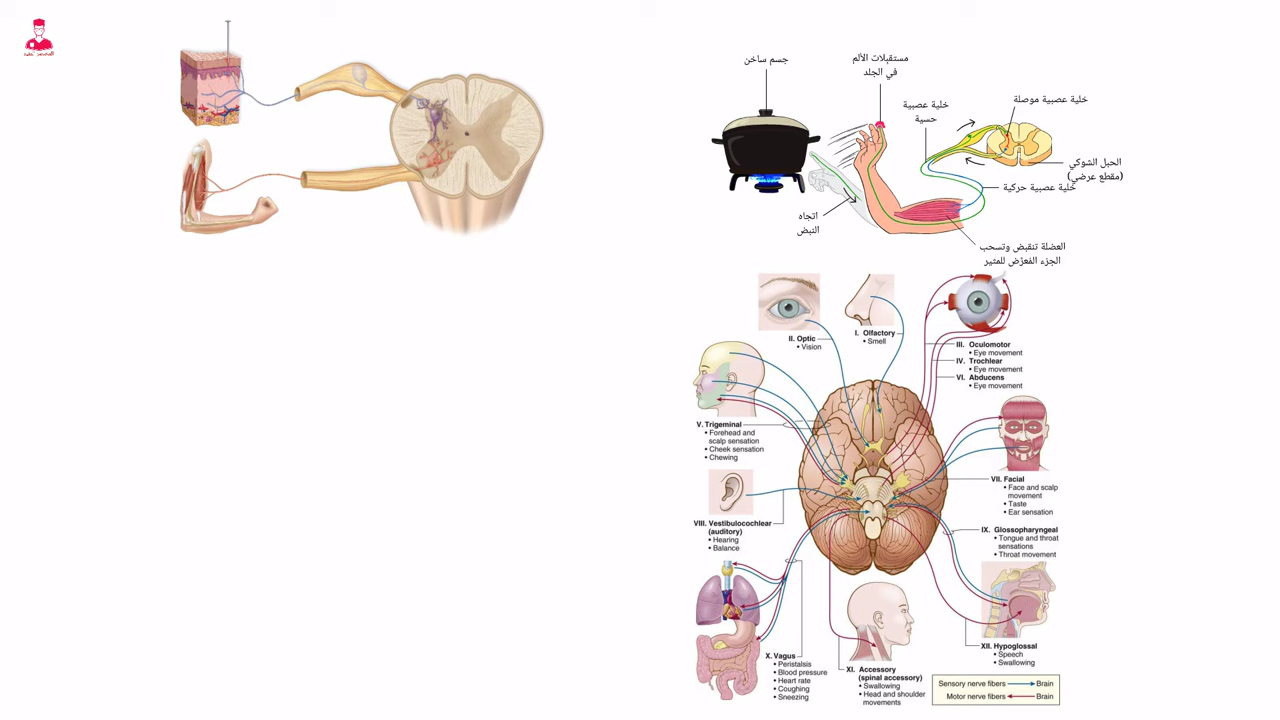 جسم ساخن
مستقبلات الألم
في الجلد
خلية عصبية
حسية
خلية عصبية موصلة
الحبل الشوكي
(مقطع عرضي)
خلية عصبية حركية
اتجاه
النبض
العضلة تنقبض وتسحب
الجزء المُعرَّض للمثير
I. Olfactory
• Smell
II. Optic
• Vision
III. Oculomotor
• Eye movement
IV. Trochlear
• Eye movement
VI. Abducens
• Eye movement
V. Trigeminal
• Forehead and
scalp sensation
• Cheek sensation
• Chewing
VII. Facial
• Face and scalp
movement
• Taste
• Ear sensation
VIII. Vestibulocochlear
(auditory)
• Hearing
• Balance
IX. Glossopharyngeal
• Tongue and throat
sensations
• Throat movement
X. Vagus
• Peristalsis
• Blood pressure
• Heart rate
• Coughing
• Sneezing
XI. Accessory
(spinal accessory)
• Swallowing
• Head and shoulder
movements
XII. Hypoglossal
• Speech
• Swallowing
Sensory nerve fibers Brain
Motor nerve fibers Brain